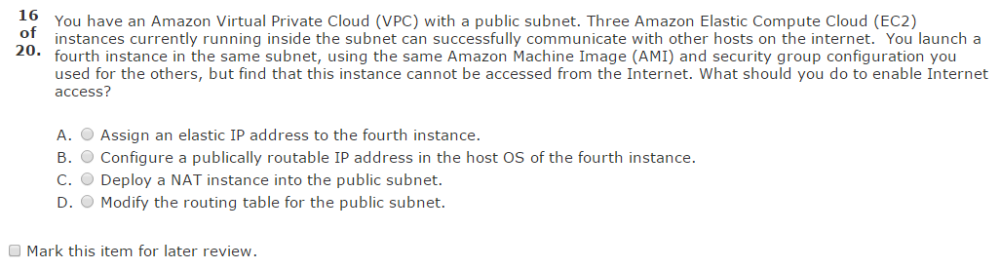 16 of 20.
You have an Amazon Virtual Private Cloud (VPC) with a public subnet. Three Amazon Elastic Compute Cloud (EC2)
instances currently running inside the subnet can successfully communicate with other hosts on the internet.  You launch a
fourth instance in the same subnet, using the same Amazon Machine Image (AMI) and security group configuration you
used for the others, but find that this instance cannot be accessed from the Internet. What should you do to enable Internet
access?
A. Assign an elastic IP address to the fourth instance.
B. Configure a publically routable IP address in the host OS of the fourth instance.
C. Deploy a NAT instance into the public subnet.
D. Modify the routing table for the public subnet.
Mark this item for later review.